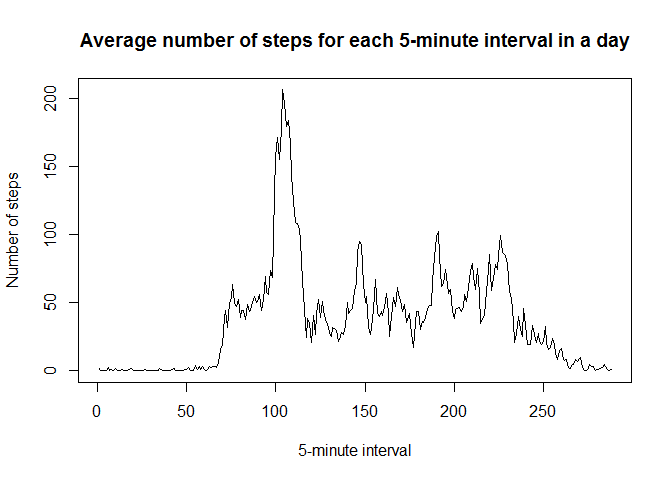 Average number of steps for each 5-minute interval in a day
Number of steps
200
150
100
50
0
0 50 100 150 200 250
5-minute interval